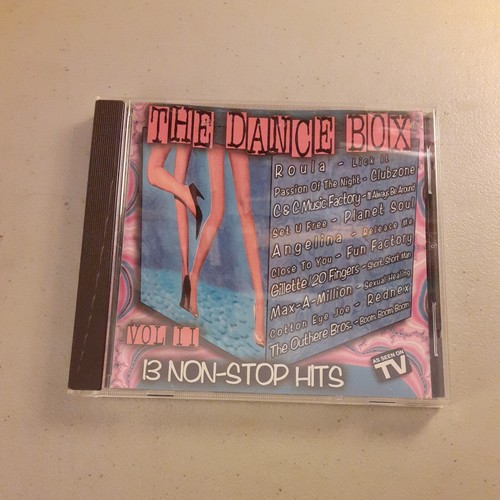 THE DANCE BOX
Roula - Lick It
Passion Of The Night - Clubzone
C & C Music Factory - I'll Always Be Around
Set U Free - Planet Soul
Angelina - Release Me
Close To You - Fun Factory
Gillette/20 Fingers - Short, Short Man
Max-A-Million - Sexual Healing
Cotton Eye Joe - Rednex
The Outhere Bros. - Boom, Boom, Boom
VOL II
13 NON-STOP HITS
AS SEEN ON
TV